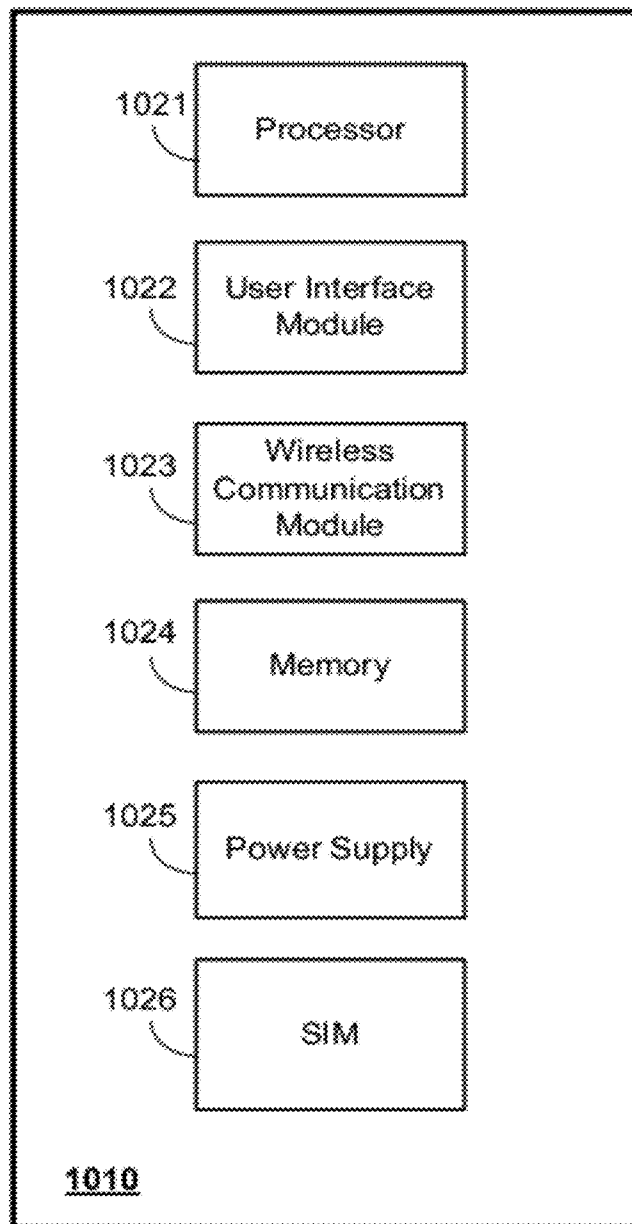 1021
Processor
1022
User Interface
Module
1023
Wireless
Communication
Module
1024
Memory
1025
Power Supply
1026
SIM
1010